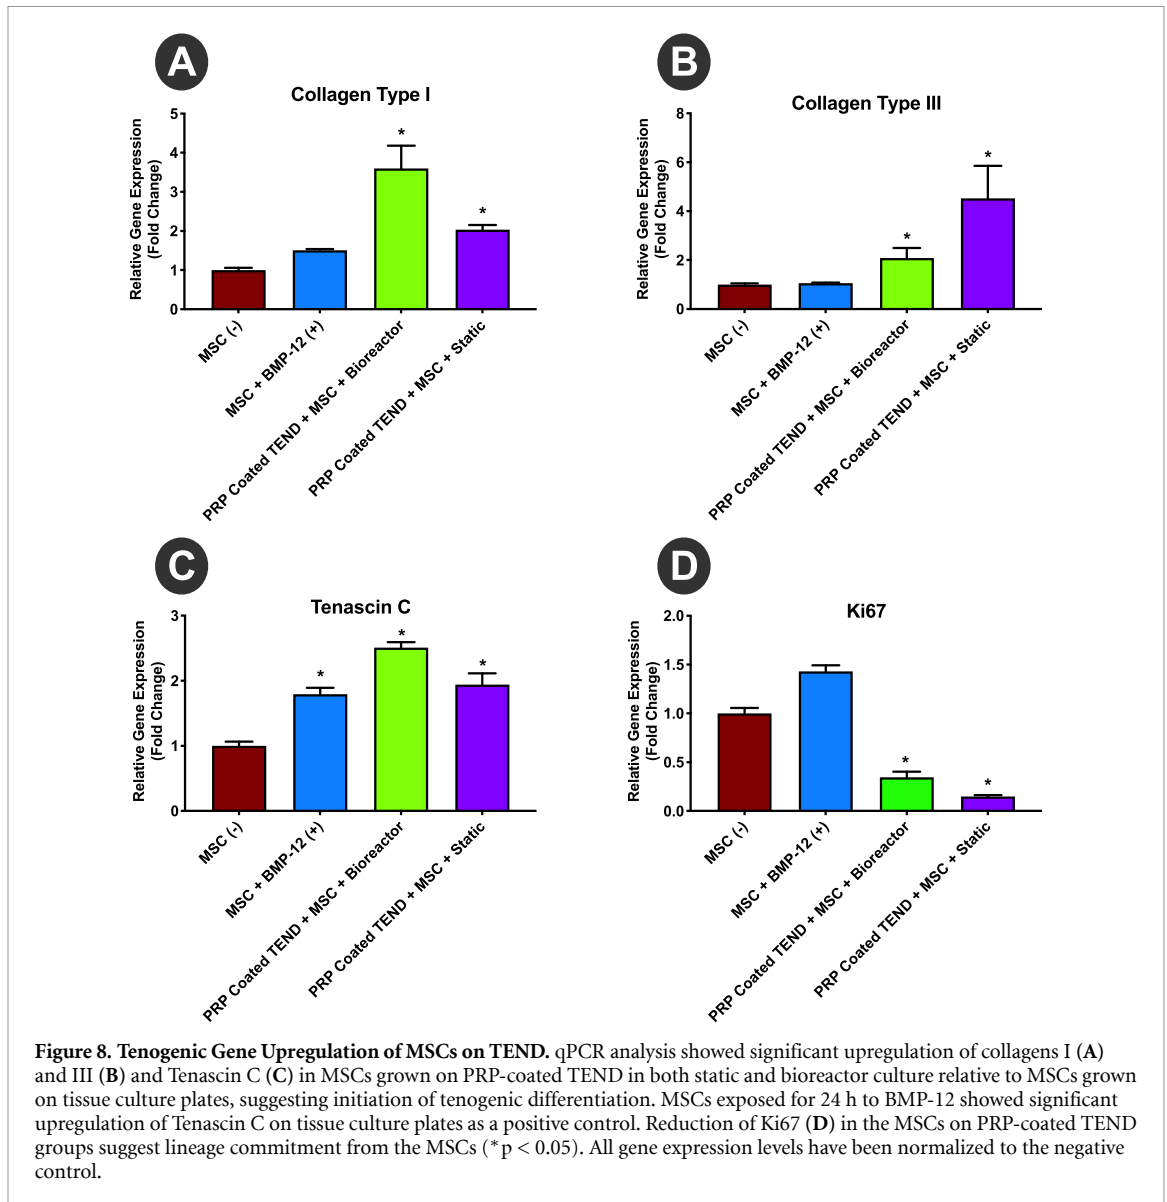 A
Collagen Type I
Relative Gene Expression
(Fold Change)
5
4
3
2
1
0
*
*
MSC (-)
MSC + BMP-12 (+)
PRP Coated TEND + MSC + Bioreactor
PRP Coated TEND + MSC + Static
B
Collagen Type III
Relative Gene Expression
(Fold Change)
8
6
4
2
0
*
*
MSC (-)
MSC + BMP-12 (+)
PRP Coated TEND + MSC + Bioreactor
PRP Coated TEND + MSC + Static
C
Tenascin C
Relative Gene Expression
(Fold Change)
3
2
1
0
*
*
*
MSC (-)
MSC + BMP-12 (+)
PRP Coated TEND + MSC + Bioreactor
PRP Coated TEND + MSC + Static
D
Ki67
Relative Gene Expression
(Fold Change)
2.0
1.5
1.0
0.5
0.0
*
*
MSC (-)
MSC + BMP-12 (+)
PRP Coated TEND + MSC + Bioreactor
PRP Coated TEND + MSC + Static
Figure 8. Tenogenic Gene Upregulation of MSCs on TEND. qPCR analysis showed significant upregulation of collagens I (A)
and III (B) and Tenascin C (C) in MSCs grown on PRP-coated TEND in both static and bioreactor culture relative to MSCs grown
on tissue culture plates, suggesting initiation of tenogenic differentiation. MSCs exposed for 24 h to BMP-12 showed significant
upregulation of Tenascin C on tissue culture plates as a positive control. Reduction of Ki67 (D) in the MSCs on PRP-coated TEND
groups suggest lineage commitment from the MSCs (*p < 0.05). All gene expression levels have been normalized to the negative
control.